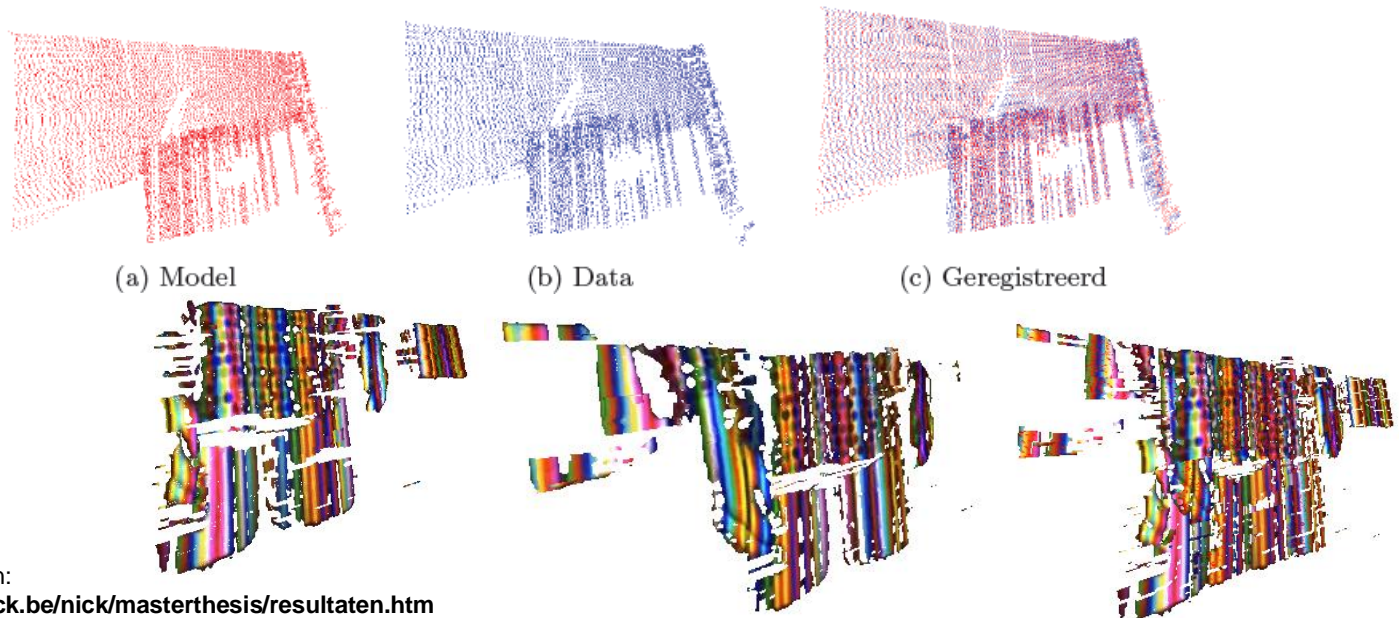 (a) Model
(b) Data
(c) Geregistreerd
n:
ck.be/nick/masterthesis/resultaten.htm